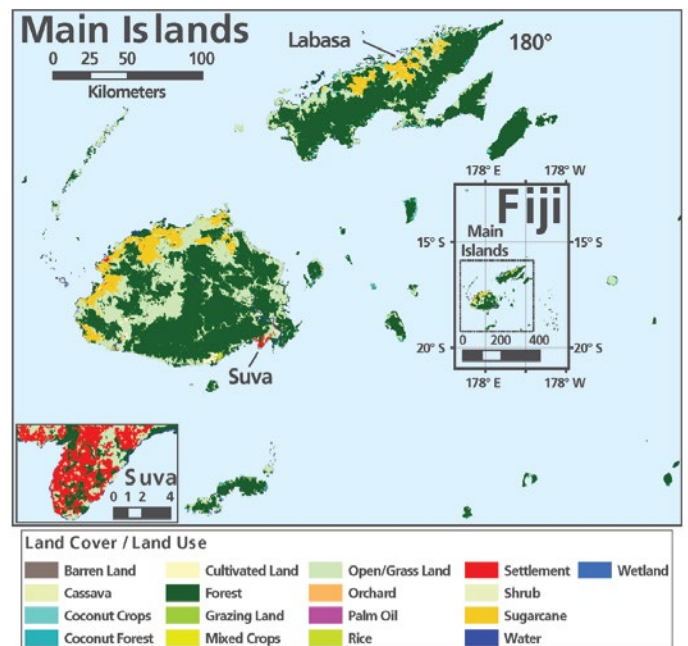 Main Islands
0 25 50 100
Kilometers
Labasa
180°
178° E 178° W
Fiji
Main
Islands
15° S
0 200 400
20° S
178° E 178° W
Suva
Suva
0 1 2 4
Land Cover / Land Use
Barren Land Cultivated Land Open/Grass Land Settlement Wetland
Cassava Forest Orchard Shrub
Coconut Crops Grazing Land Palm Oil Sugarcane
Coconut Forest Mixed Crops Rice Water